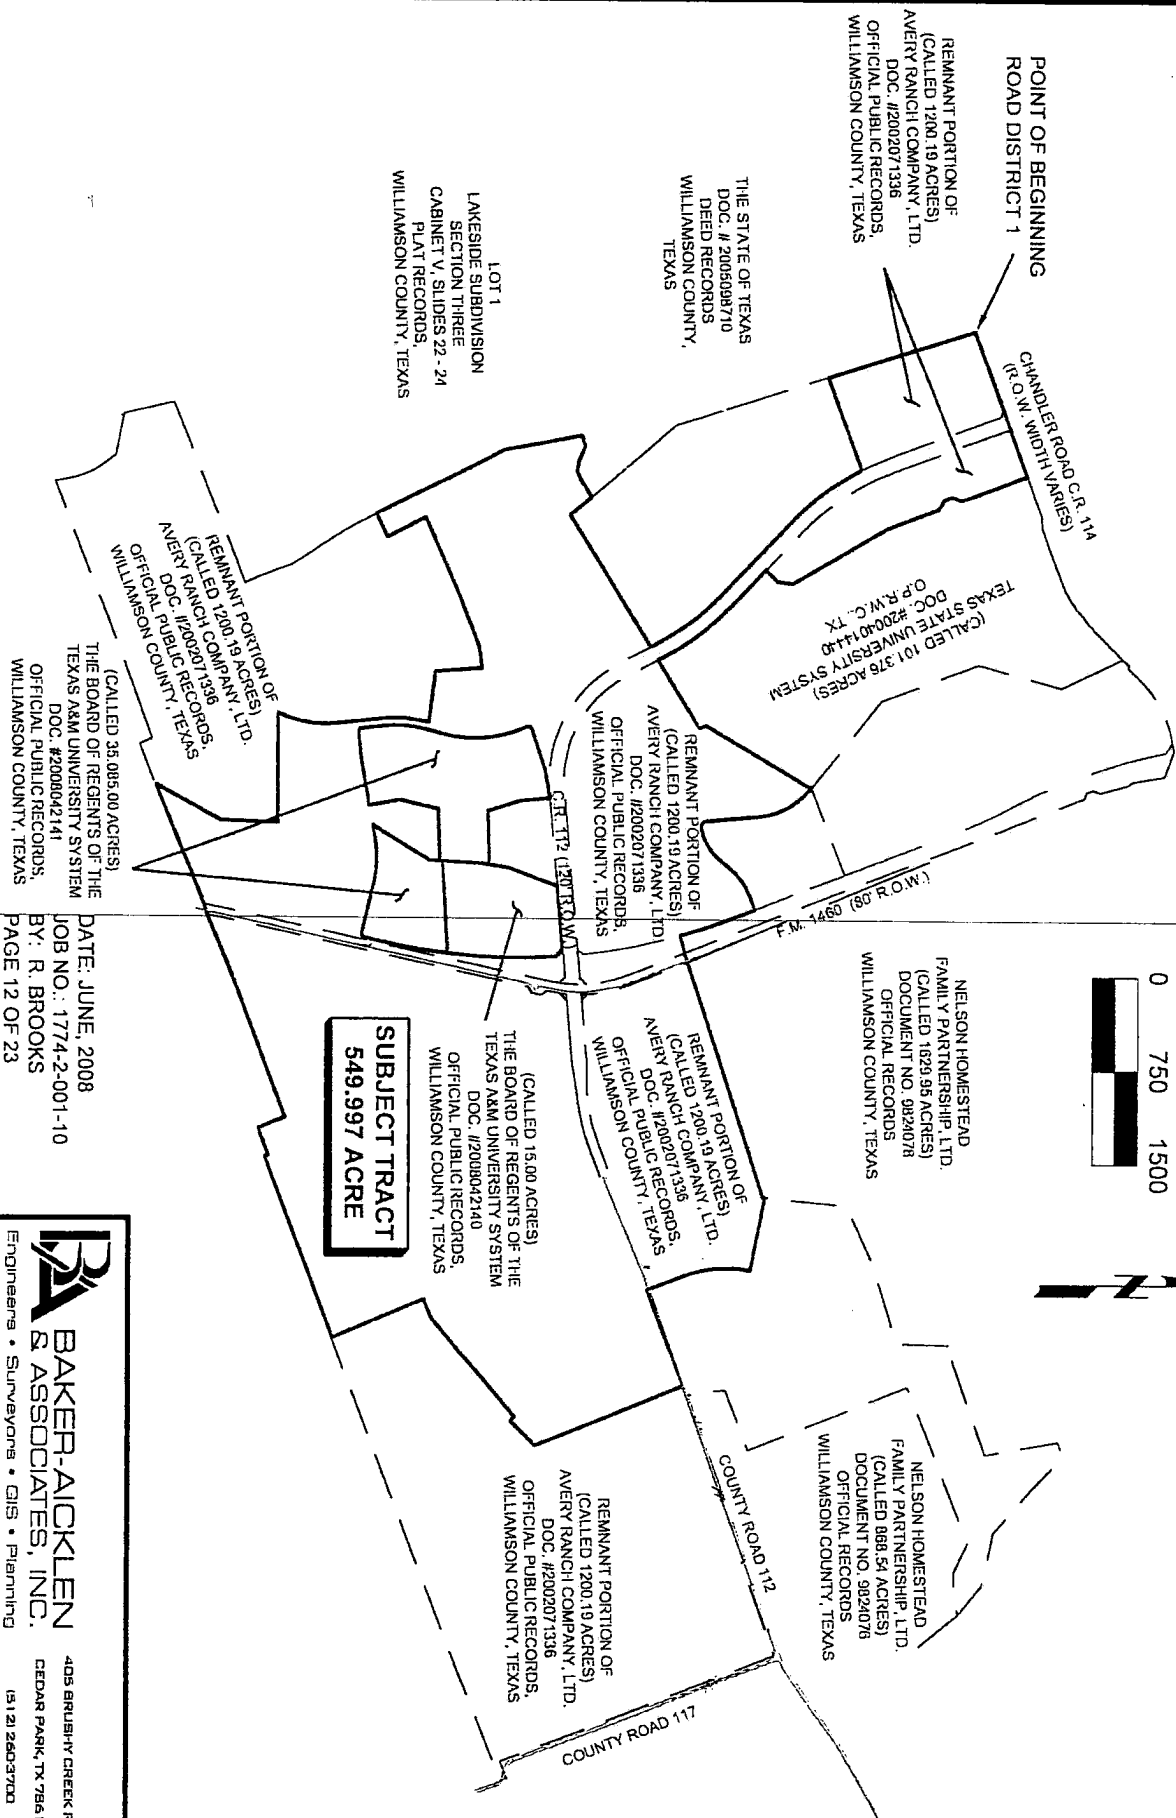 POINT OF BEGINNING
ROAD DISTRICT 1
REMNANT PORTION OF
(CALLED 1200.19 ACRES)
AVERY RANCH COMPANY, LTD.
DOC. #2002071336
OFFICIAL PUBLIC RECORDS,
WILLIAMSON COUNTY, TEXAS
CHANDLER ROAD C.R. 114
(R.O.W. WIDTH VARIES)
THE STATE OF TEXAS
DOC. # 2005098710
DEED RECORDS
WILLIAMSON COUNTY,
TEXAS
LOT 1
LAKESIDE SUBDIVISION
SECTION THREE
CABINET V, SLIDES 22 - 24
PLAT RECORDS,
WILLIAMSON COUNTY, TEXAS
(CALLED 101.376 ACRES)
TEXAS STATE UNIVERSITY SYSTEM
DOC. #2004014440
O.P.R.W.C., TX
REMNANT PORTION OF
(CALLED 1200.19 ACRES)
AVERY RANCH COMPANY, LTD.
DOC. #2002071336
OFFICIAL PUBLIC RECORDS,
WILLIAMSON COUNTY, TEXAS
REMNANT PORTION OF
(CALLED 1200.19 ACRES)
AVERY RANCH COMPANY, LTD.
DOC. #2002071336
OFFICIAL PUBLIC RECORDS,
WILLIAMSON COUNTY, TEXAS
C.R. 112 (120' R.O.W.)
F.M. 1460 (80' R.O.W.)
(CALLED 35.085.00 ACRES)
THE BOARD OF REGENTS OF THE
TEXAS A&M UNIVERSITY SYSTEM
DOC. #2008042141
OFFICIAL PUBLIC RECORDS,
WILLIAMSON COUNTY, TEXAS
0 750 1500
N
NELSON HOMESTEAD
FAMILY PARTNERSHIP, LTD.
(CALLED 1629.95 ACRES)
DOCUMENT NO. 9824078
OFFICIAL RECORDS
WILLIAMSON COUNTY, TEXAS
REMNANT PORTION OF
(CALLED 1200.19 ACRES)
AVERY RANCH COMPANY, LTD.
DOC. #2002071336
OFFICIAL PUBLIC RECORDS,
WILLIAMSON COUNTY, TEXAS
(CALLED 15.00 ACRES)
THE BOARD OF REGENTS OF THE
TEXAS A&M UNIVERSITY SYSTEM
DOC. #2008042140
OFFICIAL PUBLIC RECORDS,
WILLIAMSON COUNTY, TEXAS
SUBJECT TRACT
549.997 ACRE
NELSON HOMESTEAD
FAMILY PARTNERSHIP, LTD.
(CALLED 868.54 ACRES)
DOCUMENT NO. 9824076
OFFICIAL RECORDS
WILLIAMSON COUNTY, TEXAS
COUNTY ROAD 112
REMNANT PORTION OF
(CALLED 1200.19 ACRES)
AVERY RANCH COMPANY, LTD.
DOC. #2002071336
OFFICIAL PUBLIC RECORDS,
WILLIAMSON COUNTY, TEXAS
COUNTY ROAD 117
DATE: JUNE, 2008
JOB NO.: 1774-2-001-10
BY: R. BROOKS
PAGE 12 OF 23
BA
BAKER-AICKLEN
& ASSOCIATES, INC.
Engineers • Surveyors • GIS • Planning
405 BRUSHY CREEK
CEDAR PARK, TX
(512) 260-3700